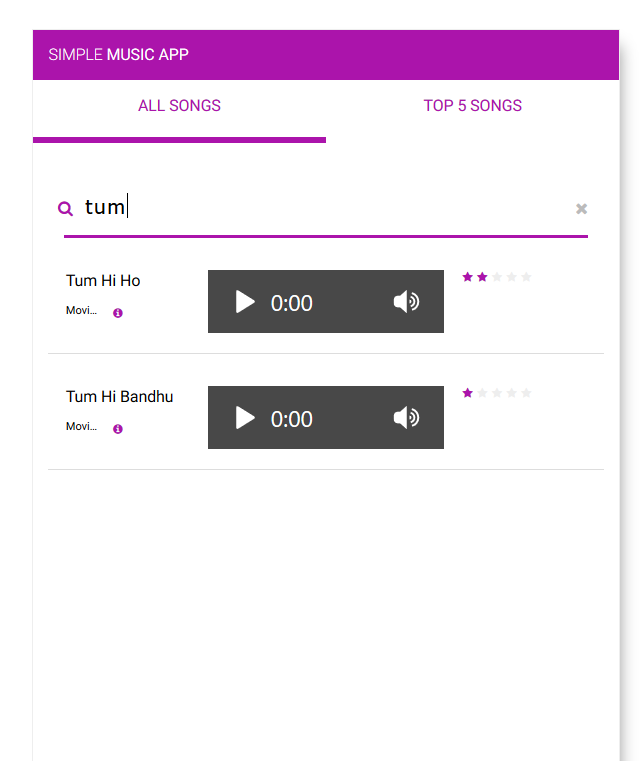 SIMPLE MUSIC APP
ALL SONGS
TOP 5 SONGS
tum
Tum Hi Ho
Movi...
0:00
Tum Hi Bandhu
Movi...
0:00